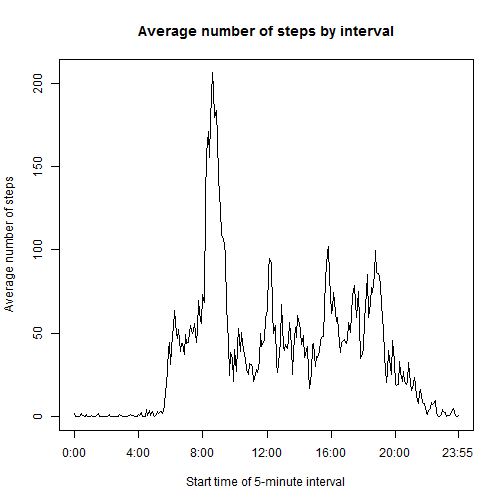 Average number of steps by interval
200
150
100
50
0
Average number of steps
0:00 4:00 8:00 12:00 16:00 20:00 23:55
Start time of 5-minute interval